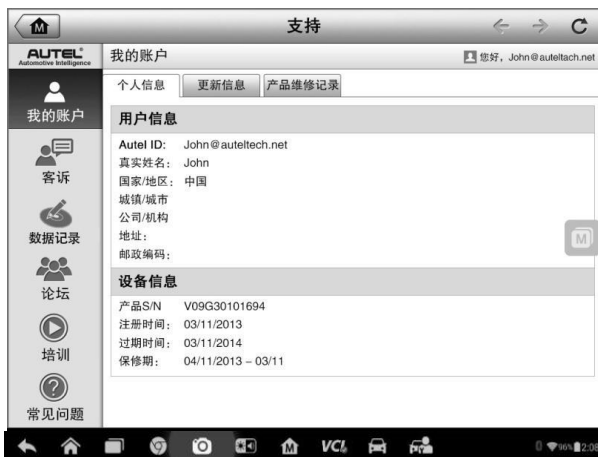 支持
AUTEL
Automotive Intelligence
我的账户
您好，John@auteltach.net
我的账户
客诉
数据记录
论坛
培训
常见问题
个人信息
更新信息
产品维修记录
用户信息
Autel ID: John@auteltech.net
真实姓名： John
国家/地区： 中国
城镇/城市
公司/机构
地址：
邮政编码：
设备信息
产品S/N V09G30101694
注册时间： 03/11/2013
过期时间： 03/11/2014
保修期： 04/11/2013 – 03/11
M
M
M
VCI
96%
2:08